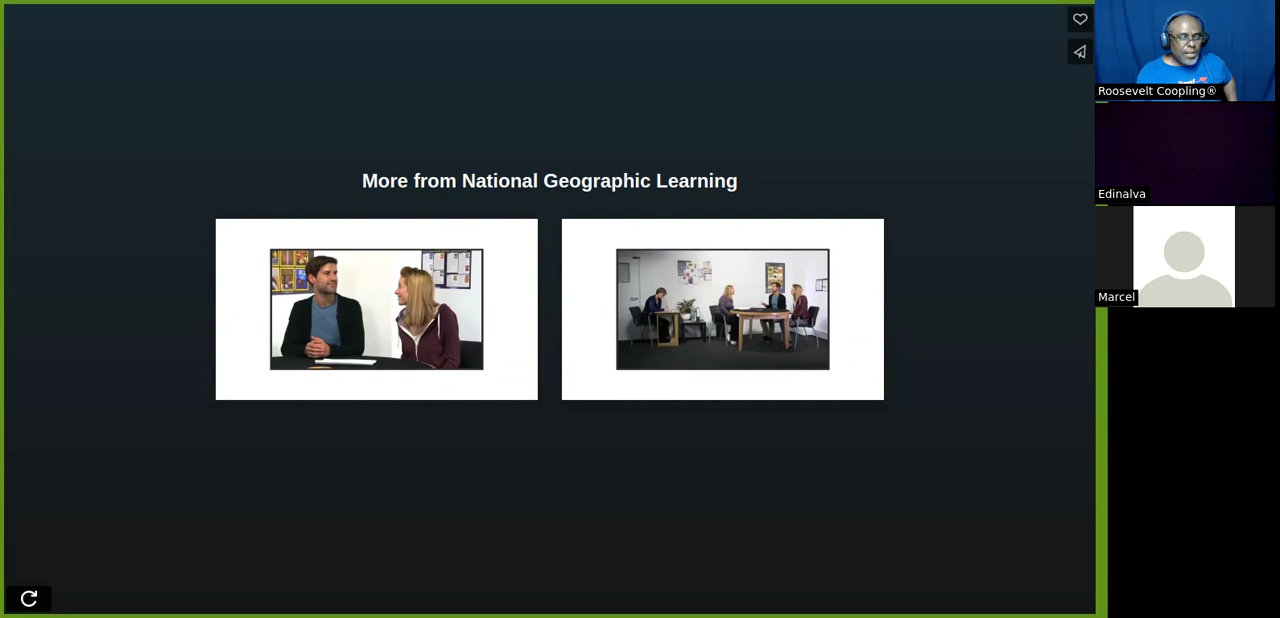 More from National Geographic Learning
Roosevelt Coopling®
Edinalva
Marcel